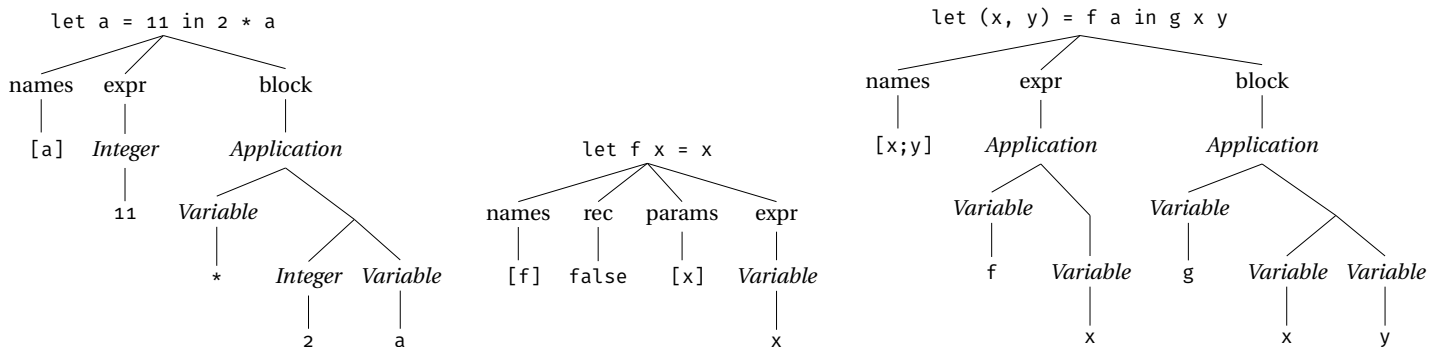 let a = 11 in 2 * a
names expr block
[a] Integer Application
11 Variable
*
Integer Variable
2 a
let f x = x
names rec params expr
[f] false [x] Variable
x
let (x, y) = f a in g x y
names expr block
[x;y] Application Application
Variable Variable
f g
Variable Variable Variable
x x y